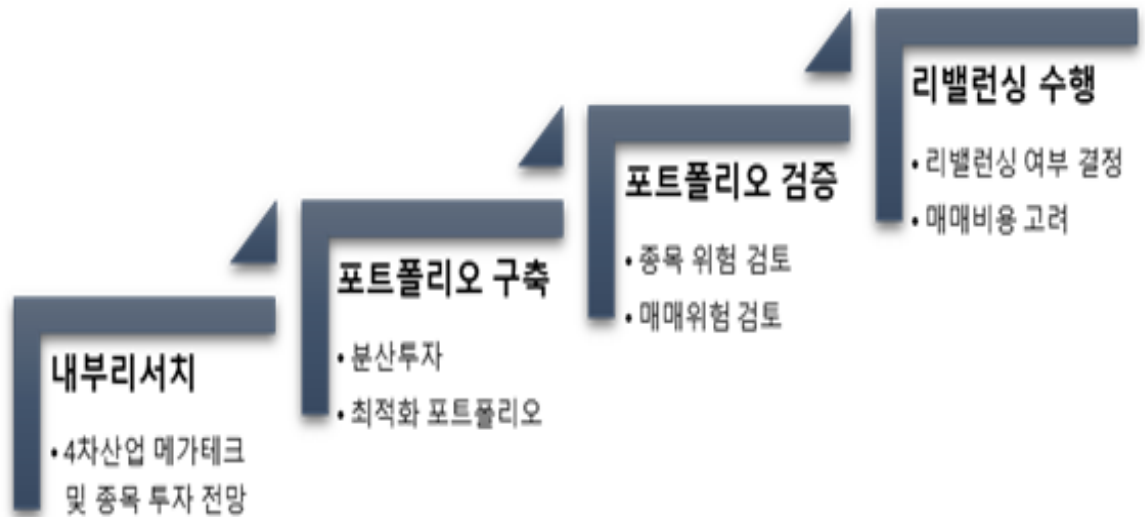 내부리서치
• 4차산업 메가테크
및 종목 투자 전망
포트폴리오 구축
• 분산투자
• 최적화 포트폴리오
포트폴리오 검증
• 종목 위험 검토
• 매매위험 검토
리밸런싱 수행
• 리밸런싱 여부 결정
• 매매비용 고려